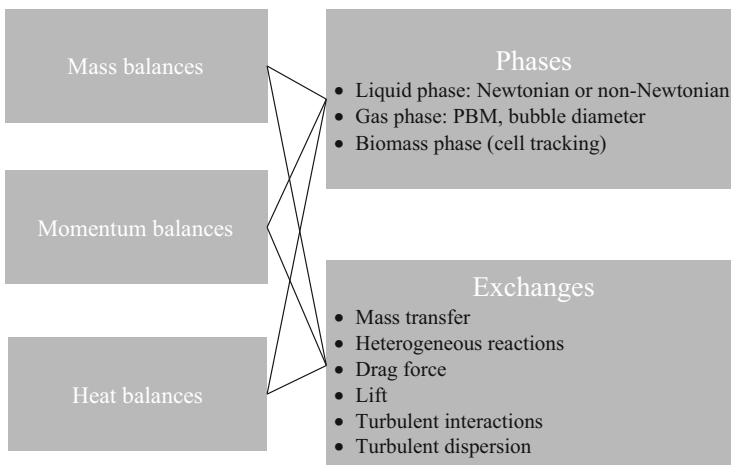 Mass balances
Momentum balances
Heat balances
Phases
• Liquid phase: Newtonian or non-Newtonian
• Gas phase: PBM, bubble diameter
• Biomass phase (cell tracking)
Exchanges
• Mass transfer
• Heterogeneous reactions
• Drag force
• Lift
• Turbulent interactions
• Turbulent dispersion